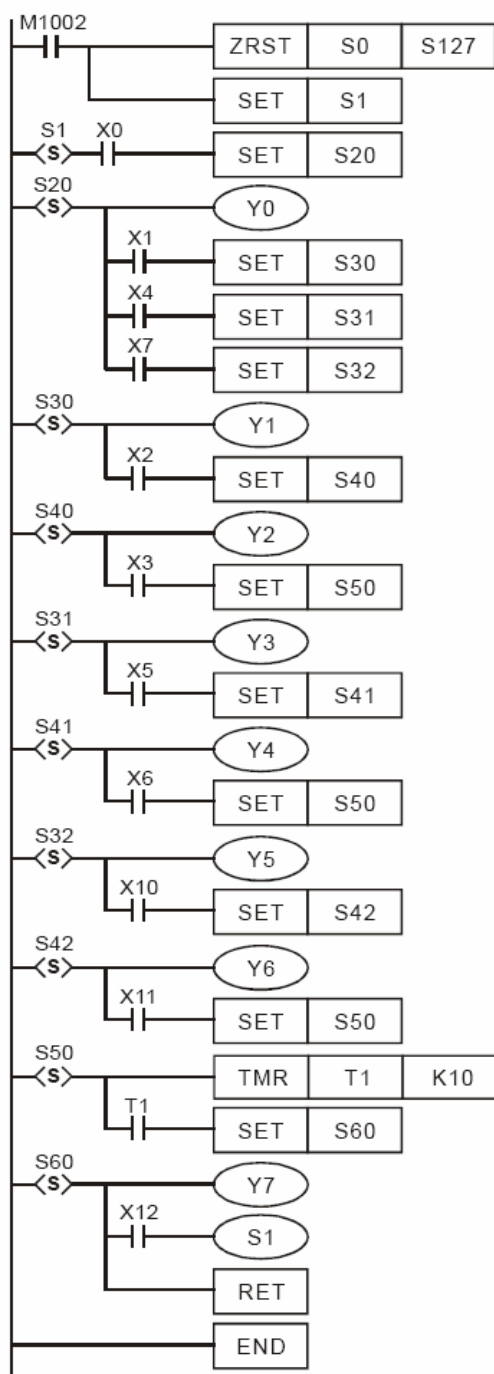 M1002
ZRST S0 S127
SET S1
S1 X0
S SET S20
S20
S Y0
X1
SET S30
X4
SET S31
X7
SET S32
S30
S Y1
X2
SET S40
S40
S Y2
X3
SET S50
S31
S Y3
X5
SET S41
S41
S Y4
X6
SET S50
S32
S Y5
X10
SET S42
S42
S Y6
X11
SET S50
S50
S TMR T1 K10
T1
SET S60
S60
S Y7
X12
S1
RET
END